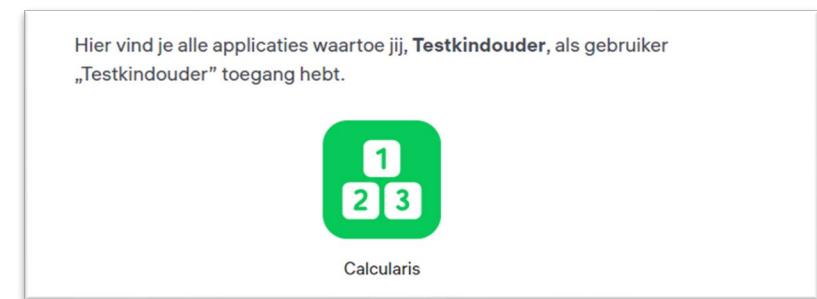 Hier vind je alle applicaties waartoe jij, Testkindouder, als gebruiker
„Testkindouder” toegang hebt.
1
2 3
Calcularis